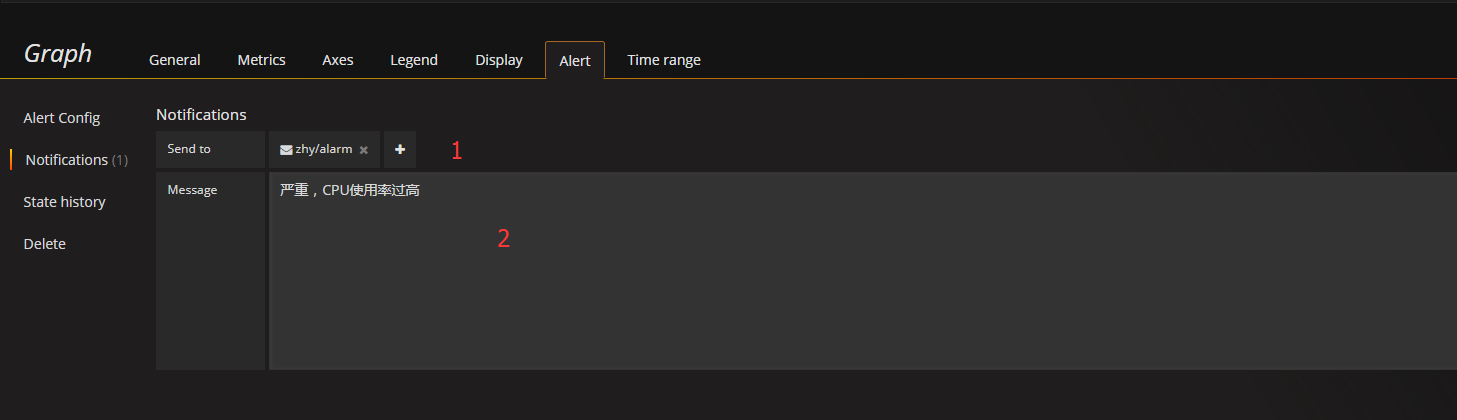 Graph General Metrics Axes Legend Display Alert Time range
Alert Config
Notifications (1)
State history
Delete
Notifications
Send to zhy/alarm 1
Message 严重，CPU使用率过高
2